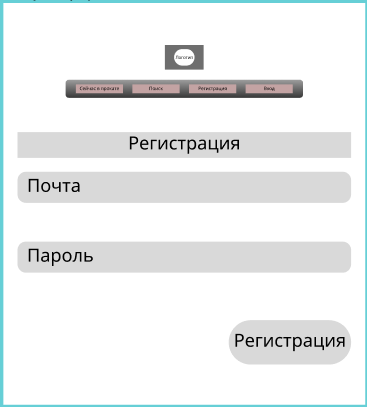 Логотип
Сейчас в прокате Поиск Регистрация Вход
Регистрация
Почта
Пароль
Регистрация